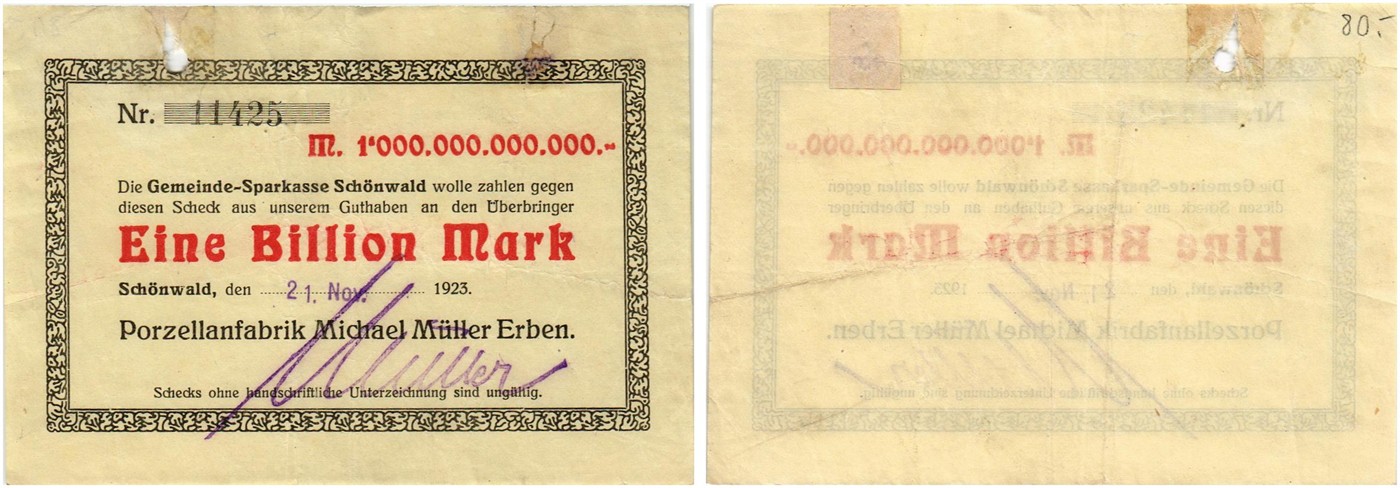 Nr. 11425
M. 1*000.000.000.000.-
Die Gemeinde-Sparkasse Schönwald wolle zahlen gegen
diesen Scheck aus unserem Guthaben an den Überbringer
Eine Billion Mark
Schönwald, den 21. Nov. 1923.
Porzellanfabrik Michael Müller Erben.
M Müller
Schecks ohne handschriftliche Unterzeichnung sind ungültig.
80.-